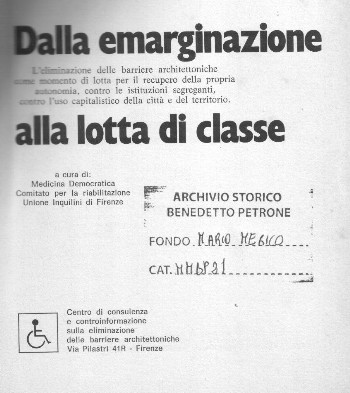 Dalla emarginazione
L'eliminazione delle barriere architettoniche
come momento di lotta per il recupero della propria
autonomia, contro le istituzioni segreganti,
contro l'uso capitalistico della città e del territorio.
alla lotta di classe
a cura di:
Medicina Democratica
Comitato per la riabilitazione
Unione Inquilini di Firenze
ARCHIVIO STORICO
BENEDETTO PETRONE
FONDO MARIO MEGICO
CAT. MMBP21
Centro di consulenza
e controinformazione
sulla eliminazione
delle barriere architettoniche
Via Pilastri 41R - Firenze